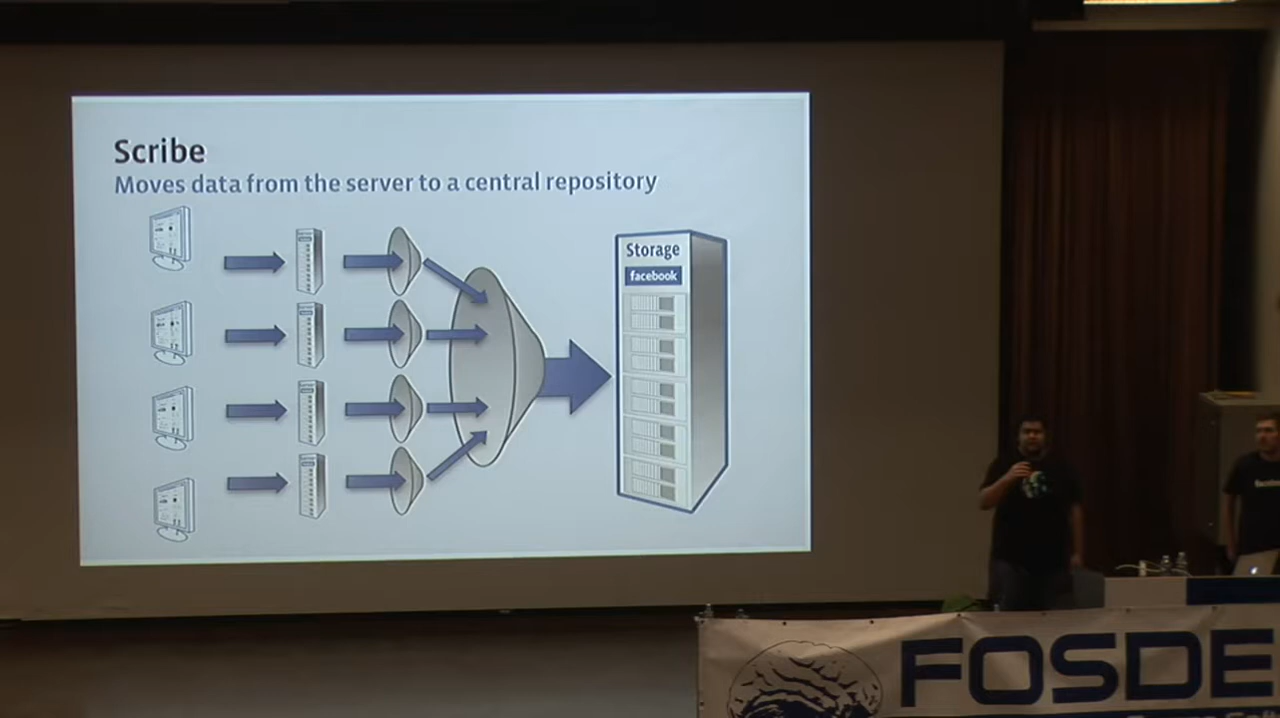 Scribe
Moves data from the server to a central repository
Storage
facebook
FOSDE